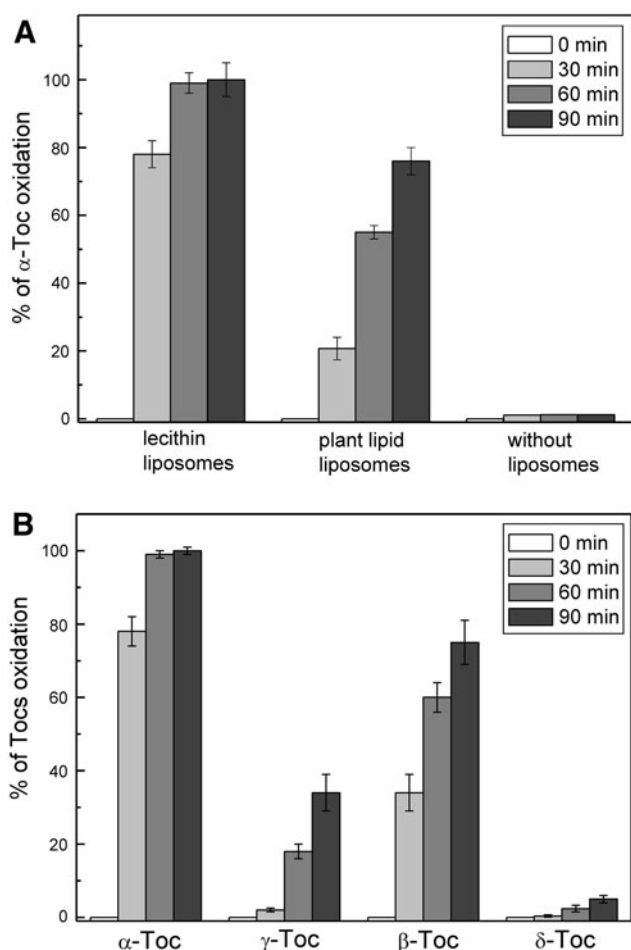 A
% of α-Toc oxidation
100
80
60
40
20
0
0 min
30 min
60 min
90 min
lecithin
liposomes
plant lipid
liposomes
without
liposomes
B
% of Tocs oxidation
100
80
60
40
20
0
0 min
30 min
60 min
90 min
α-Toc
γ-Toc
β-Toc
δ-Toc